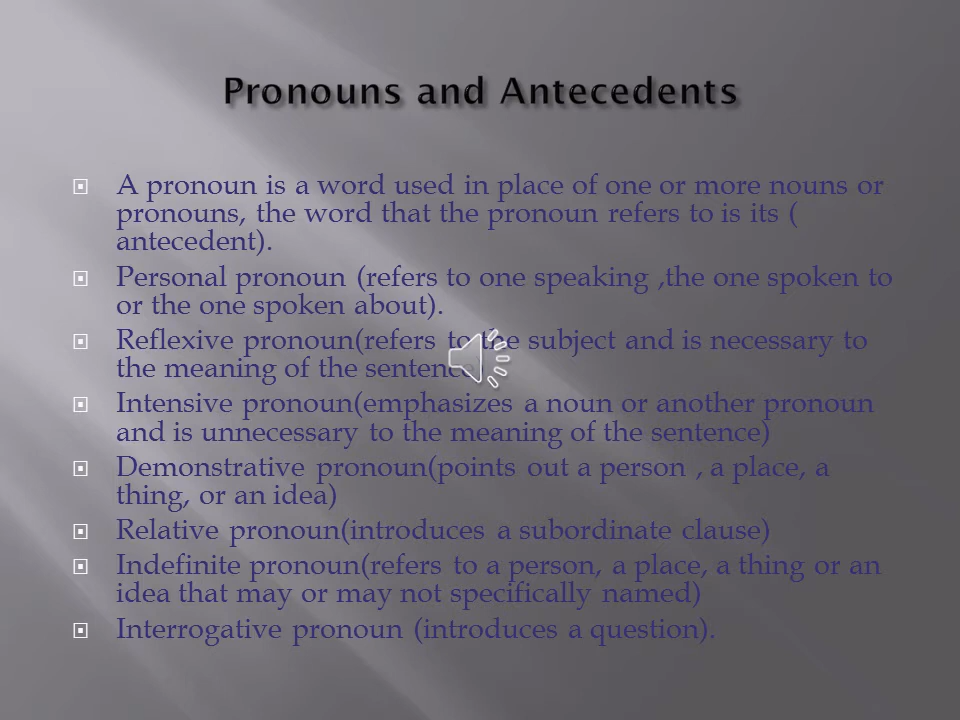 Pronouns and Antecedents
A pronoun is a word used in place of one or more nouns or
pronouns, the word that the pronoun refers to is its (
antecedent).
Personal pronoun (refers to one speaking ,the one spoken to
or the one spoken about).
Reflexive pronoun(refers to the subject and is necessary to
the meaning of the sentence)
Intensive pronoun(emphasizes a noun or another pronoun
and is unnecessary to the meaning of the sentence)
Demonstrative pronoun(points out a person , a place, a
thing, or an idea)
Relative pronoun(introduces a subordinate clause)
Indefinite pronoun(refers to a person, a place, a thing or an
idea that may or may not specifically named)
Interrogative pronoun (introduces a question).